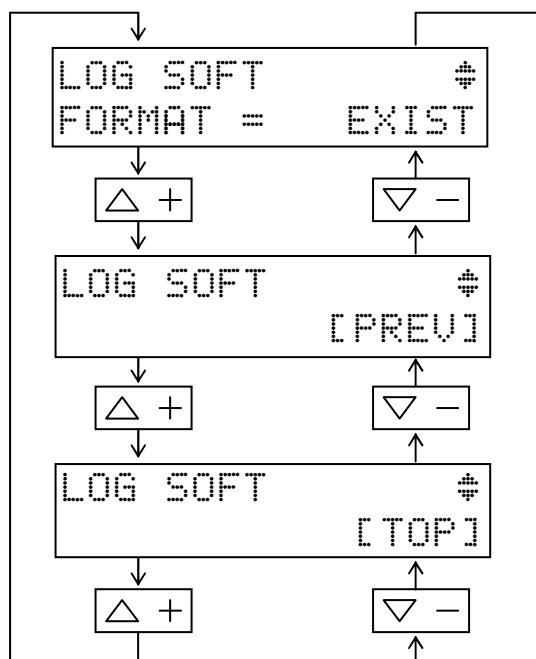 LOG SOFT
FORMAT = EXIST
△ + ▽ −
LOG SOFT
[PREV]
△ + ▽ −
LOG SOFT
[TOP]
△ + ▽ −